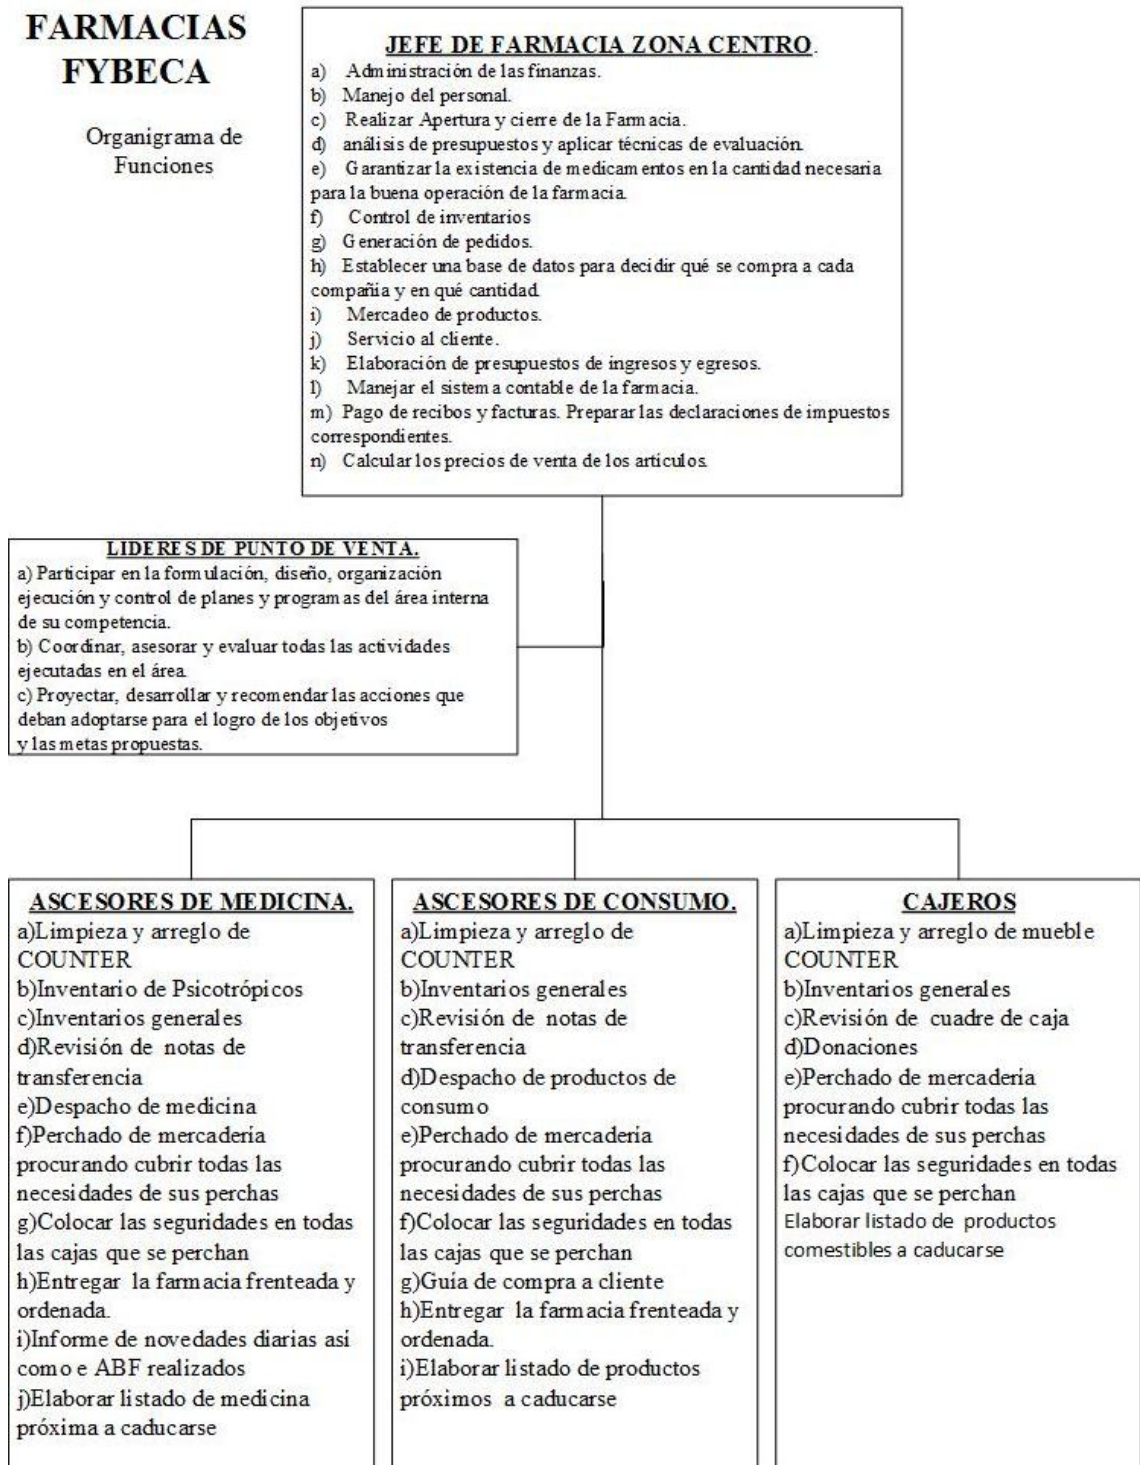 FARMACIAS
FYBECA
Organigrama de
Funciones
JEFE DE FARMACIA ZONA CENTRO.
a) Administración de las finanzas.
b) Manejo del personal.
c) Realizar Apertura y cierre de la Farmacia.
d) análisis de presupuestos y aplicar técnicas de evaluación.
e) Garantizar la existencia de medicamentos en la cantidad necesaria
para la buena operación de la farmacia.
f) Control de inventarios
g) Generación de pedidos.
h) Establecer una base de datos para decidir qué se compra a cada
compañía y en qué cantidad.
i) Mercadeo de productos.
j) Servicio al cliente.
k) Elaboración de presupuestos de ingresos y egresos.
l) Manejar el sistema contable de la farmacia.
m) Pago de recibos y facturas. Preparar las declaraciones de impuestos
correspondientes.
n) Calcular los precios de venta de los artículos.
LIDERES DE PUNTO DE VENTA.
a) Participar en la formulación, diseño, organización
ejecución y control de planes y programas del área interna
de su competencia.
b) Coordinar, asesorar y evaluar todas las actividades
ejecutadas en el área.
c) Proyectar, desarrollar y recomendar las acciones que
deban adoptarse para el logro de los objetivos
y las metas propuestas.
ASCESORES DE MEDICINA.
a)Limpieza y arreglo de
COUNTER
b)Inventario de Psicotrópicos
c)Inventarios generales
d)Revisión de notas de
transferencia
e)Despacho de medicina
f)Perchado de mercadería
procurando cubrir todas las
necesidades de sus perchas
g)Colocar las seguridades en todas
las cajas que se perchan
h)Entregar la farmacia frenteada y
ordenada.
i)Informe de novedades diarias así
como e ABF realizados
j)Elaborar listado de medicina
próxima a caducarse
ASCESORES DE CONSUMO.
a)Limpieza y arreglo de
COUNTER
b)Inventarios generales
c)Revisión de notas de
transferencia
d)Despacho de productos de
consumo
e)Perchado de mercadería
procurando cubrir todas las
necesidades de sus perchas
f)Colocar las seguridades en todas
las cajas que se perchan
g)Guía de compra a cliente
h)Entregar la farmacia frenteada y
ordenada.
i)Elaborar listado de productos
próximos a caducarse
CAJEROS
a)Limpieza y arreglo de mueble
COUNTER
b)Inventarios generales
c)Revisión de cuadre de caja
d)Donaciones
e)Perchado de mercadería
procurando cubrir todas las
necesidades de sus perchas
f)Colocar las seguridades en todas
las cajas que se perchan
Elaborar listado de productos
comestibles a caducarse